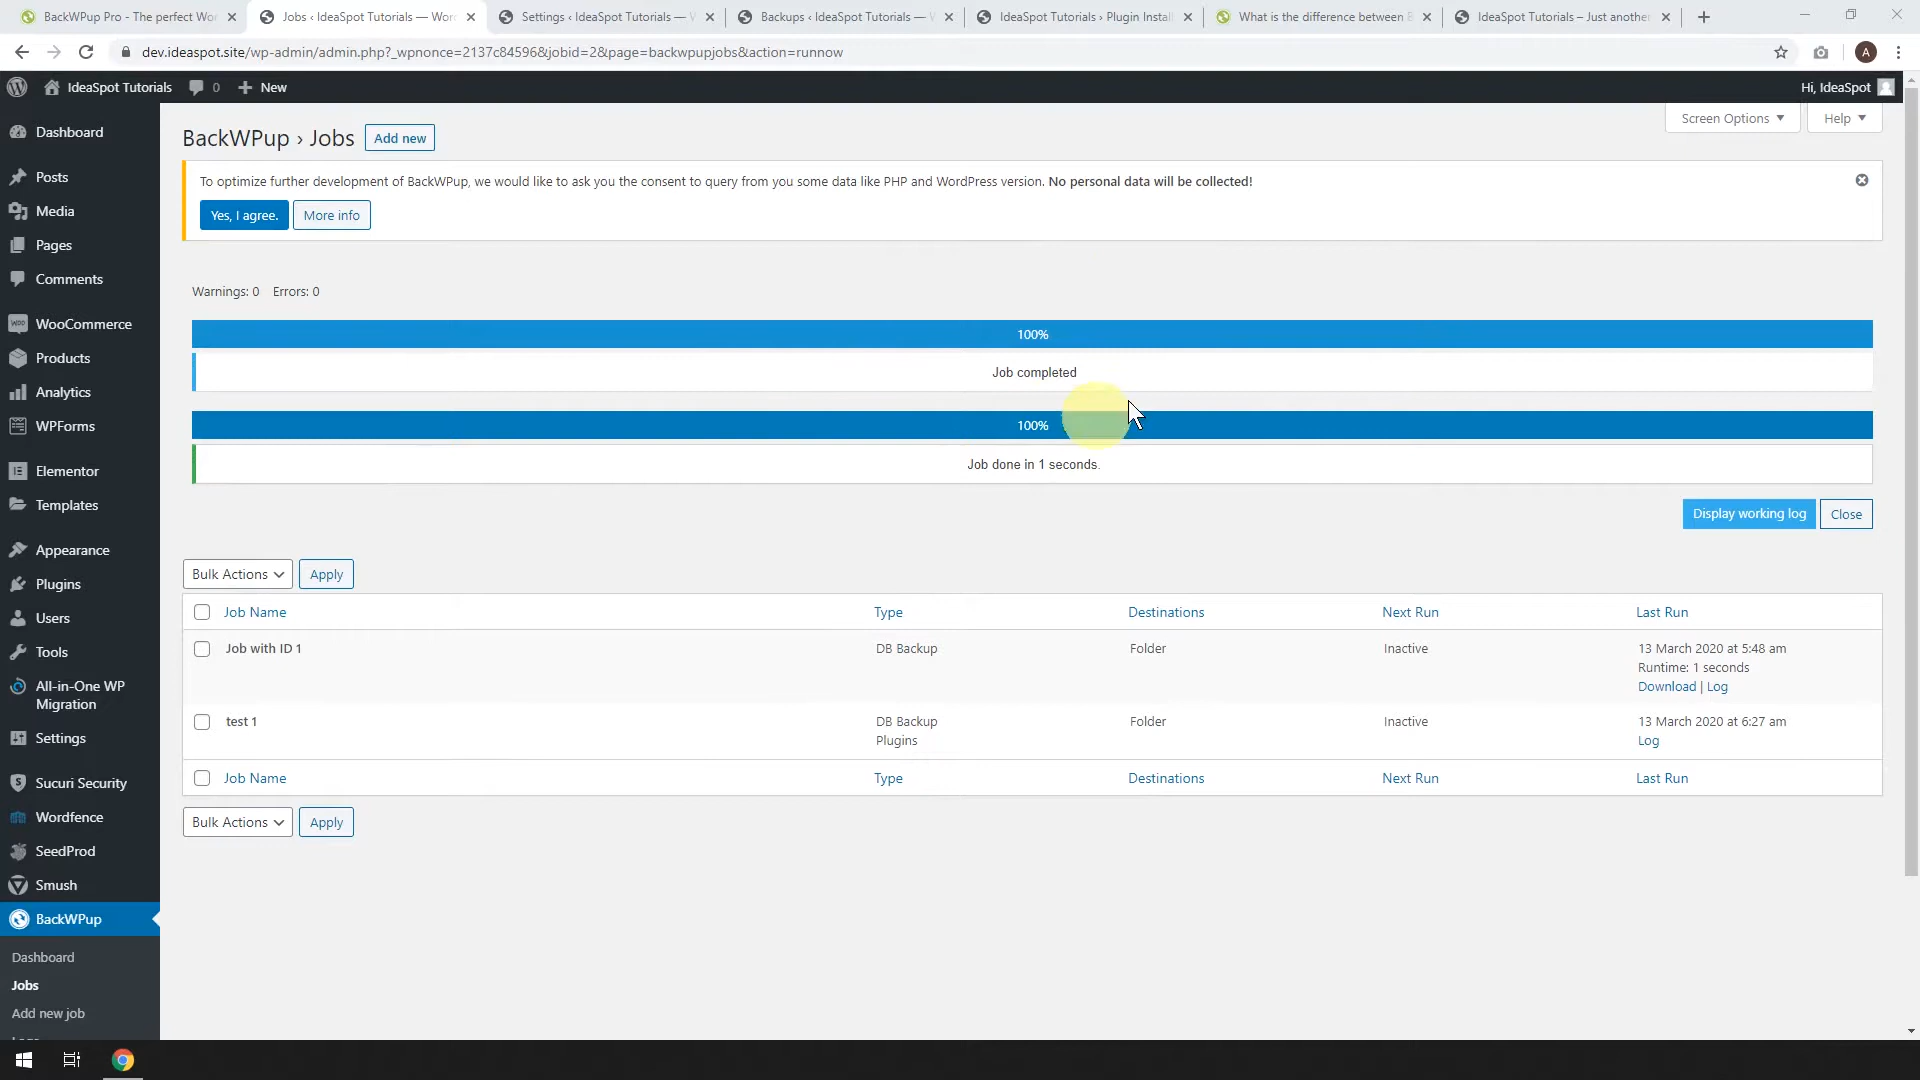 BackWPup Pro - The perfect Wo
Jobs ‹ IdeaSpot Tutorials — Wor
Settings ‹ IdeaSpot Tutorials —
Backups ‹ IdeaSpot Tutorials —
IdeaSpot Tutorials › Plugin Instal
What is the difference between
IdeaSpot Tutorials – Just another
dev.ideaspot.site/wp-admin/admin.php?_wpnonce=2137c84596&jobid=2&page=backwpupjobs&action=runnow
A
IdeaSpot Tutorials
0
New
Hi, IdeaSpot
Dashboard
Posts
Media
Pages
Comments
WooCommerce
Products
Analytics
WPForms
Elementor
Templates
Appearance
Plugins
Users
Tools
All-in-One WP
Migration
Settings
Sucuri Security
Wordfence
SeedProd
Smush
BackWPup
Dashboard
Jobs
Add new job
BackWPup › Jobs
Add new
Screen Options
Help
To optimize further development of BackWPup, we would like to ask you the consent to query from you some data like PHP and WordPress version. No personal data will be collected!
Yes, I agree.
More info
Warnings: 0 Errors: 0
100%
Job completed
100%
Job done in 1 seconds.
Display working log
Close
Bulk Actions
Apply
Job Name Type Destinations Next Run Last Run
Job with ID 1 DB Backup Folder Inactive 13 March 2020 at 5:48 am
Runtime: 1 seconds
Download | Log
test 1 DB Backup Folder Inactive 13 March 2020 at 6:27 am
Plugins Log
Job Name Type Destinations Next Run Last Run
Bulk Actions
Apply